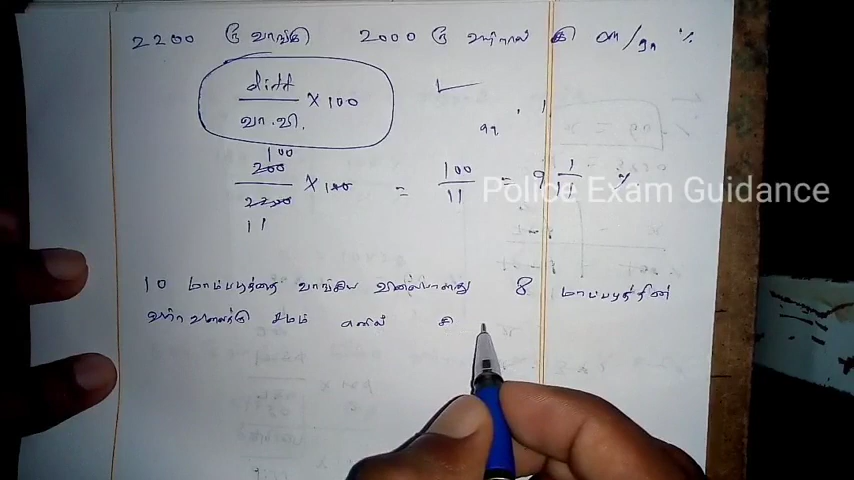 2200 ரூ வாங்கி 2000 ரூ விற்றால் %
diff
வா.வி.
× 100
100
200
2200
11
× 100
=
100
11
= 9 1/11 %
Police Exam Guidance
10 மாம்பழத்தை வாங்கிய விலையானது 8 மாம்பழத்தின்
விற்ற விலைக்கு சமம் எனில்